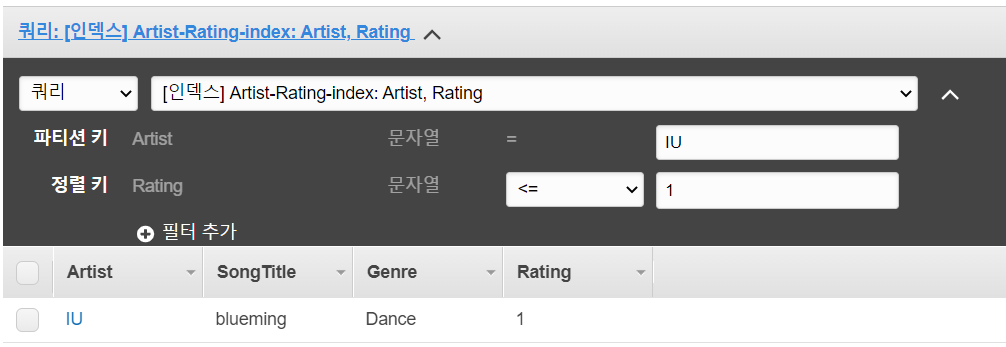 쿼리: [인덱스] Artist-Rating-index: Artist, Rating
쿼리 [인덱스] Artist-Rating-index: Artist, Rating
파티션 키 Artist 문자열 = IU
정렬 키 Rating 문자열 <= 1
필터 추가
Artist SongTitle Genre Rating
IU blueming Dance 1